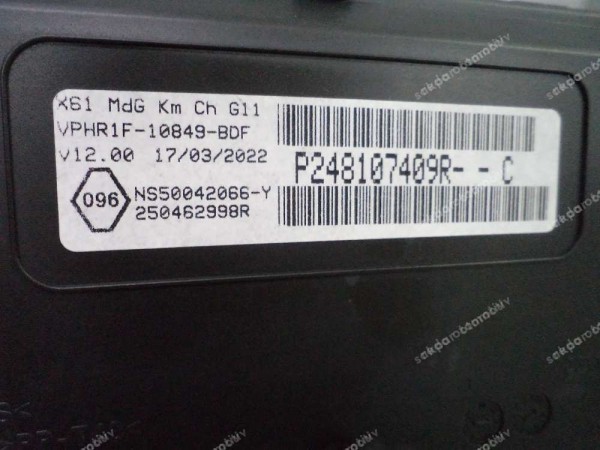 X61 MdG Km Ch G11
VPHR1F-10849-BDF
v12.00 17/03/2022
P248107409R- - C
096
NS50042066-Y
250462998R